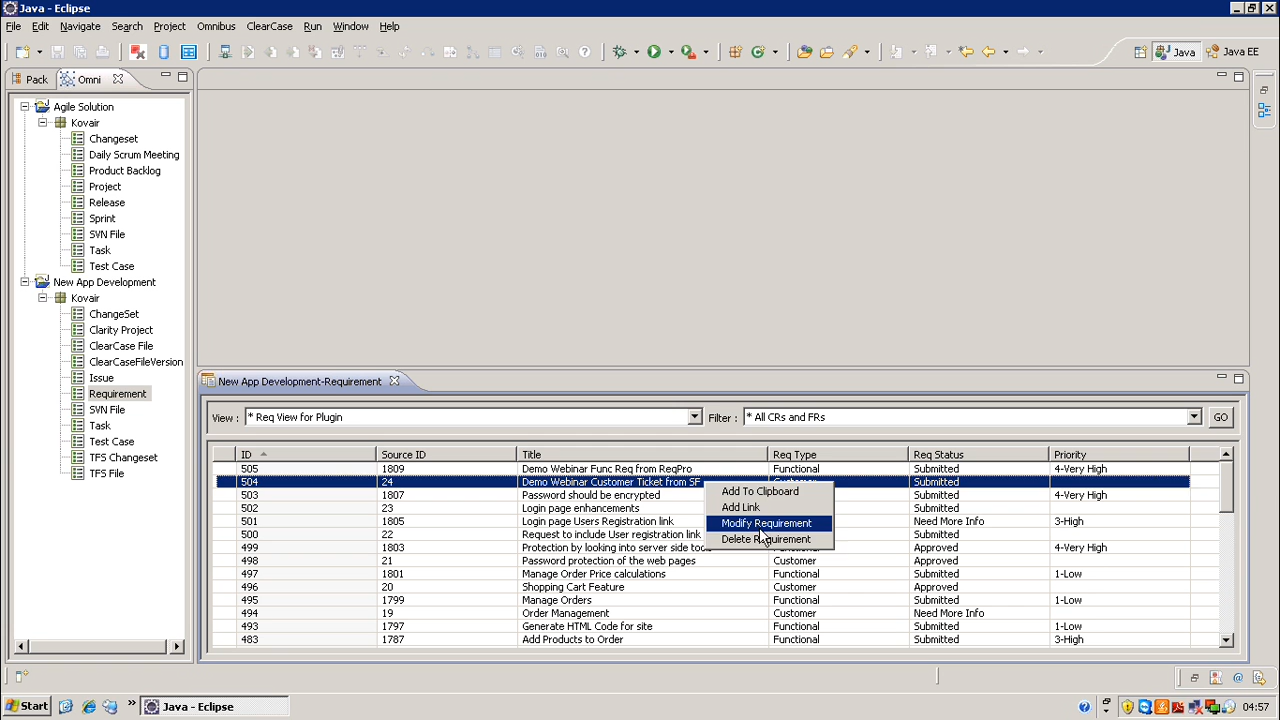 Java - Eclipse
File Edit Navigate Search Project Omnibus ClearCase Run Window Help
Java Java EE
Pack Omni
Agile Solution
Kovair
Changeset
Daily Scrum Meeting
Product Backlog
Project
Release
Sprint
SVN File
Task
Test Case
New App Development
Kovair
ChangeSet
Clarity Project
ClearCase File
ClearCaseFileVersion
Issue
Requirement
SVN File
Task
Test Case
TFS Changeset
TFS File
New App Development-Requirement
View : * Req View for Plugin Filter : * All CRs and FRs GO
ID Source ID Title Req Type Req Status Priority
505 1809 Demo Webinar Func Req from ReqPro Functional Submitted 4-Very High
504 24 Demo Webinar Customer Ticket from SF Submitted
503 1807 Password should be encrypted Submitted 4-Very High
502 23 Login page enhancements Submitted
501 1805 Login page Users Registration link Need More Info 3-High
500 22 Request to include User registration link Submitted
499 1803 Protection by looking into server side Functional Approved 4-Very High
498 21 Password protection of the web pages Customer Approved
497 1801 Manage Order Price calculations Functional Submitted 1-Low
496 20 Shopping Cart Feature Customer Approved
495 1799 Manage Orders Functional Submitted 1-Low
494 19 Order Management Customer Need More Info
493 1797 Generate HTML Code for site Functional Submitted 1-Low
483 1787 Add Products to Order Functional Submitted 3-High
Add To Clipboard
Add Link
Modify Requirement
Delete Requirement
Start » Java - Eclipse 04:57